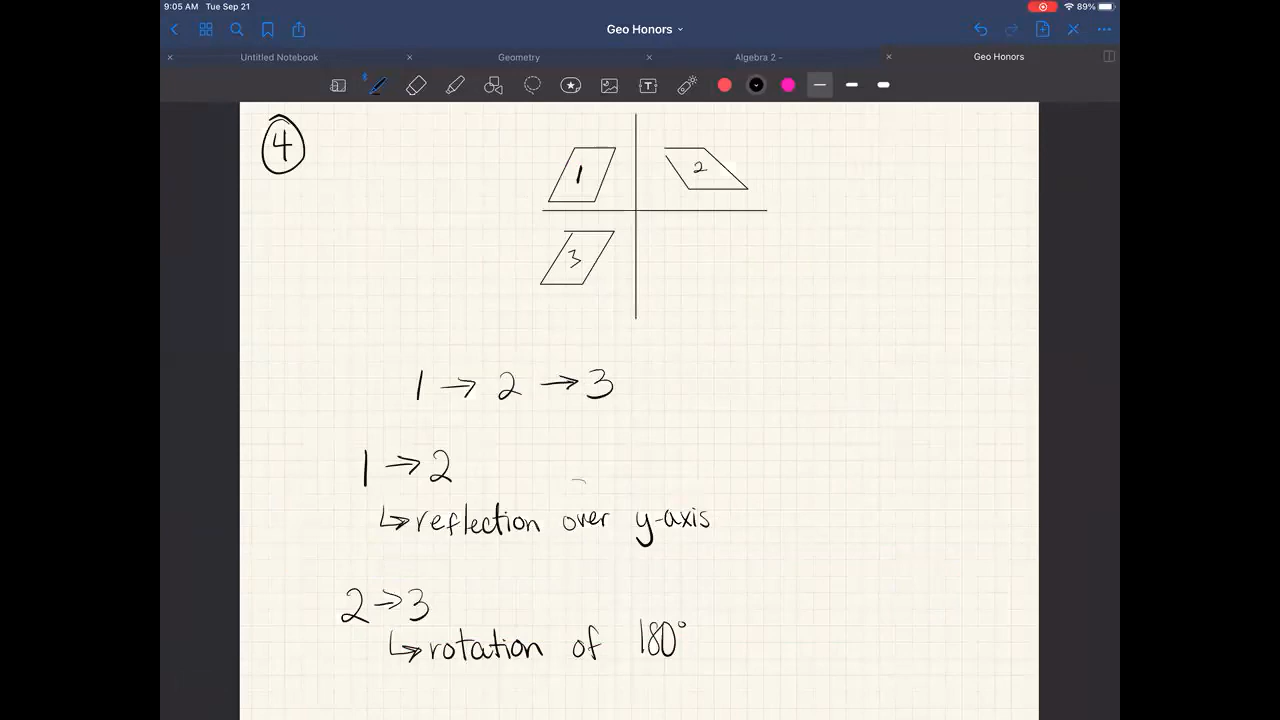 9:05 AM Tue Sep 21
89%
Geo Honors
Untitled Notebook
Geometry
Algebra 2 -
Geo Honors
T
4
1
2
3
1 → 2 → 3
1 → 2
↳ reflection over y-axis
2 → 3
↳ rotation of 180°